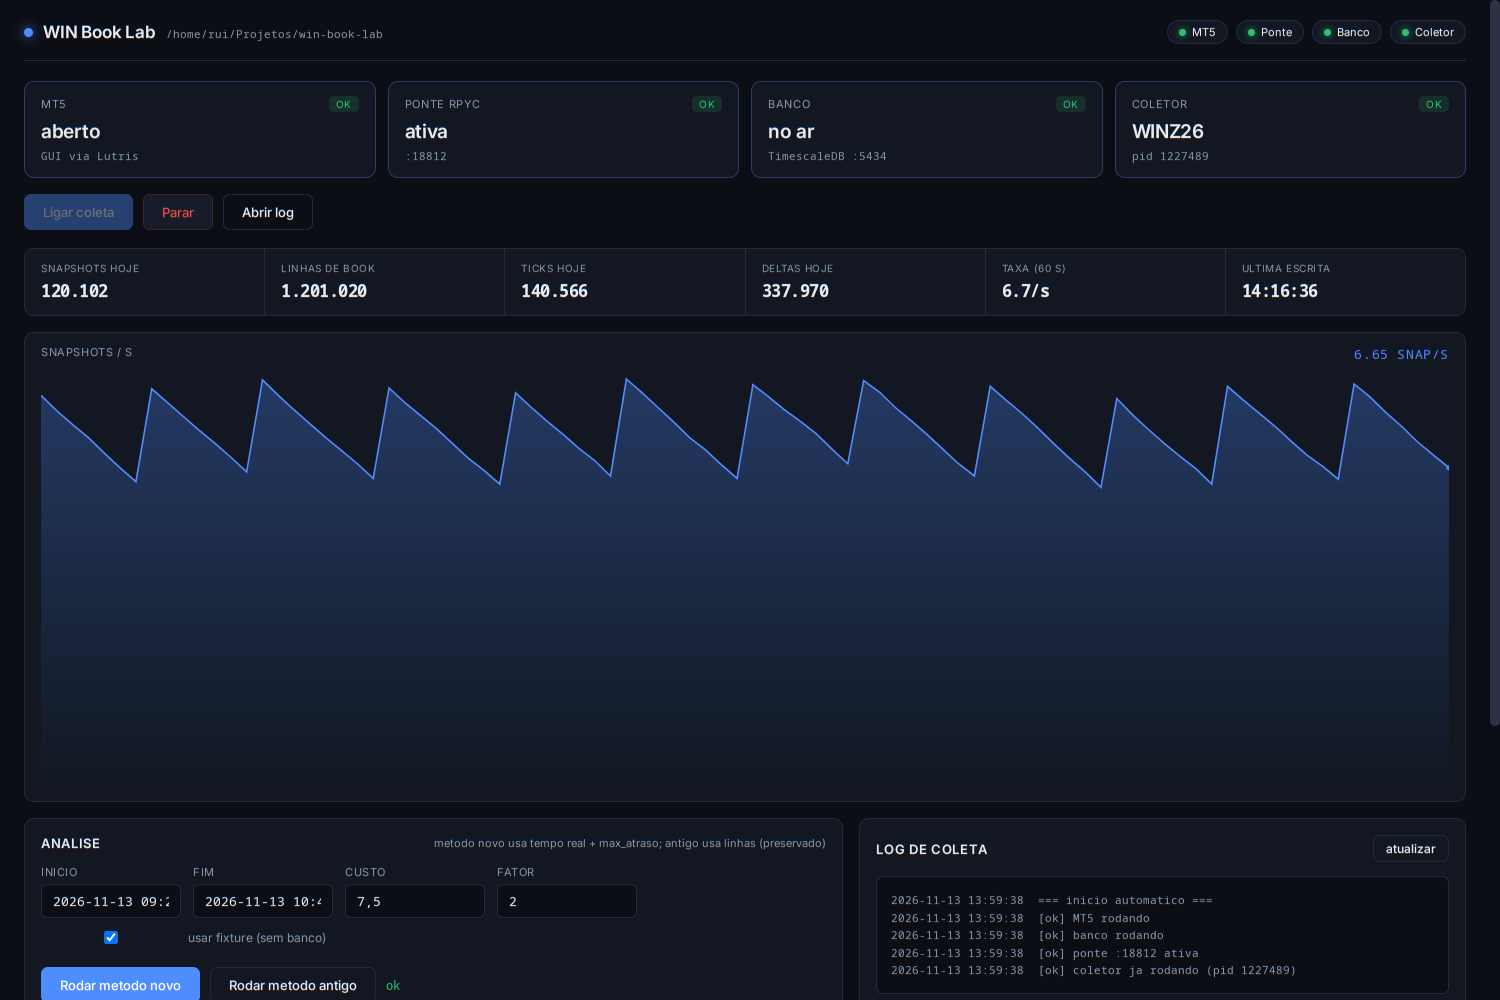 WIN Book Lab /home/rui/Projetos/win-book-lab
MT5 Ponte Banco Coletor
MT5 OK
aberto
GUI via Lutris
PONTE RPYC OK
ativa
:18812
BANCO OK
no ar
TimescaleDB :5434
COLETOR OK
WINZ26
pid 1227489
Ligar coleta Parar Abrir log
SNAPSHOTS HOJE
120.102
LINHAS DE BOOK
1.201.020
TICKS HOJE
140.566
DELTAS HOJE
337.970
TAXA (60 S)
6.7/s
ULTIMA ESCRITA
14:16:36
SNAPSHOTS / S 6.65 SNAP/S
ANALISE metodo novo usa tempo real + max_atraso; antigo usa linhas (preservado)
INICIO FIM CUSTO FATOR
2026-11-13 09: 2026-11-13 10: 7,5 2
usar fixture (sem banco)
Rodar metodo novo Rodar metodo antigo ok
LOG DE COLETA atualizar
2026-11-13 13:59:38 === inicio automatico ===
2026-11-13 13:59:38 [ok] MT5 rodando
2026-11-13 13:59:38 [ok] banco rodando
2026-11-13 13:59:38 [ok] ponte :18812 ativa
2026-11-13 13:59:38 [ok] coletor ja rodando (pid 1227489)